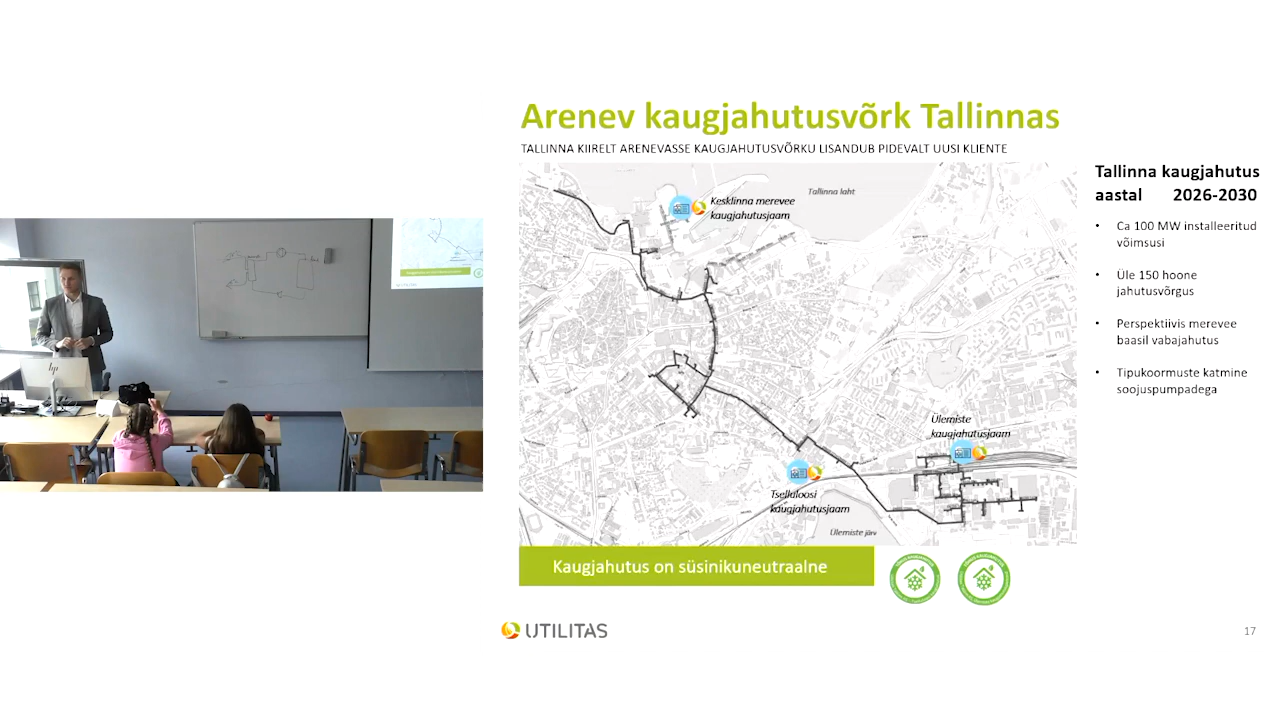 Arenev kaugjahutusvõrk Tallinnas
TALLINNA KIIRELT ARENEVASSE KAUGJAHUTUSVÕRKU LISANDUB PIDEVALT UUSI KLIENTE
Tallinna laht
Kesklinna merevee
kaugjahutusjaam
Ülemiste
kaugjahutusjaam
Tselluloosi
kaugjahutusjaam
Ülemiste järv
Tallinna kaugjahutus
aastal 2026-2030
• Ca 100 MW installeeritud
võimsusi
• Üle 150 hoone
jahutusvõrgus
• Perspektiivis merevee
baasil vabajahutus
• Tipukoormuste katmine
soojuspumpadega
Kaugjahutus on süsinikuneutraalne
UTILITAS
17
hp